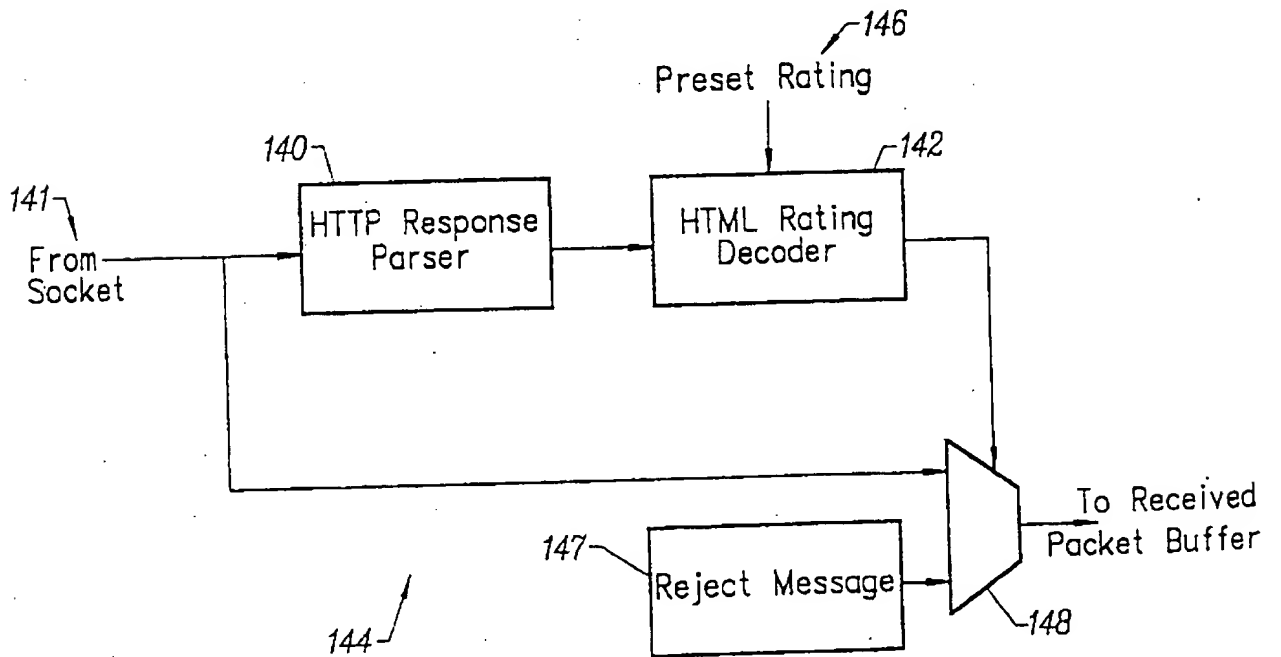 146
Preset Rating
140
142
141
HTTP Response
Parser
HTML Rating
Decoder
From
Socket
To Received
Packet Buffer
147
Reject Message
148
144